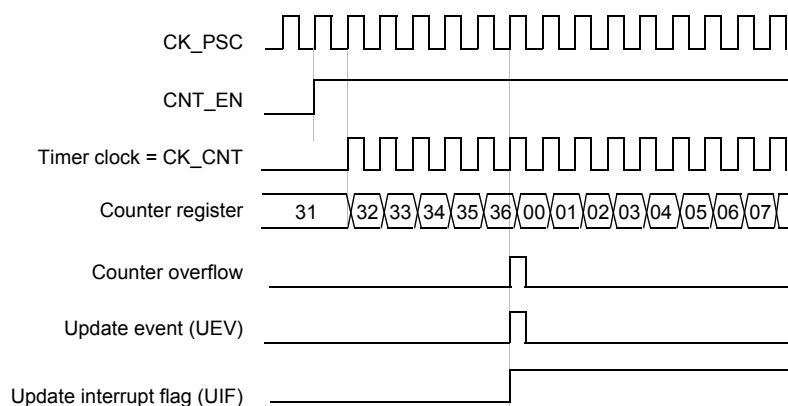 CK_PSC
CNT_EN
Timer clock = CK_CNT
Counter register 31 32 33 34 35 36 00 01 02 03 04 05 06 07
Counter overflow
Update event (UEV)
Update interrupt flag (UIF)